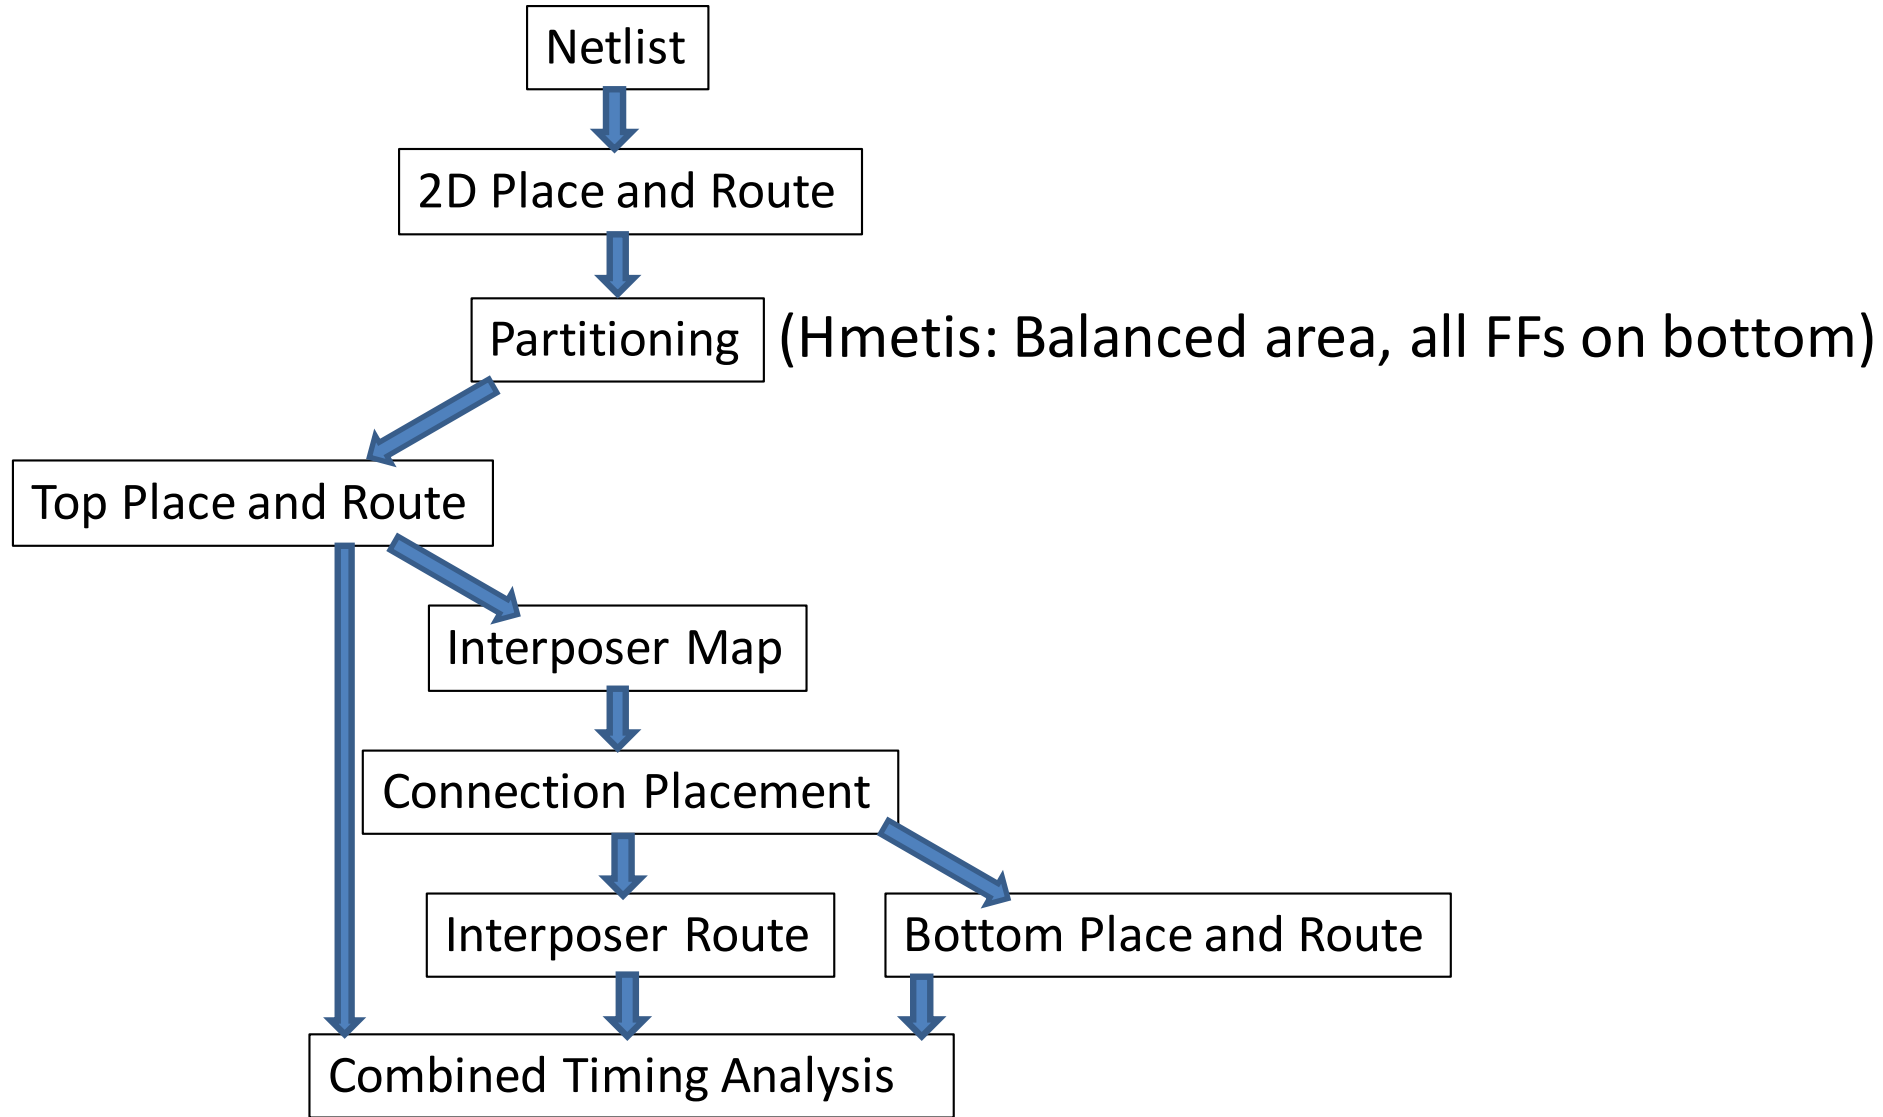 Netlist
2D Place and Route
Partitioning (Hmetis: Balanced area, all FFs on bottom)
Top Place and Route
Interposer Map
Connection Placement
Interposer Route
Bottom Place and Route
Combined Timing Analysis